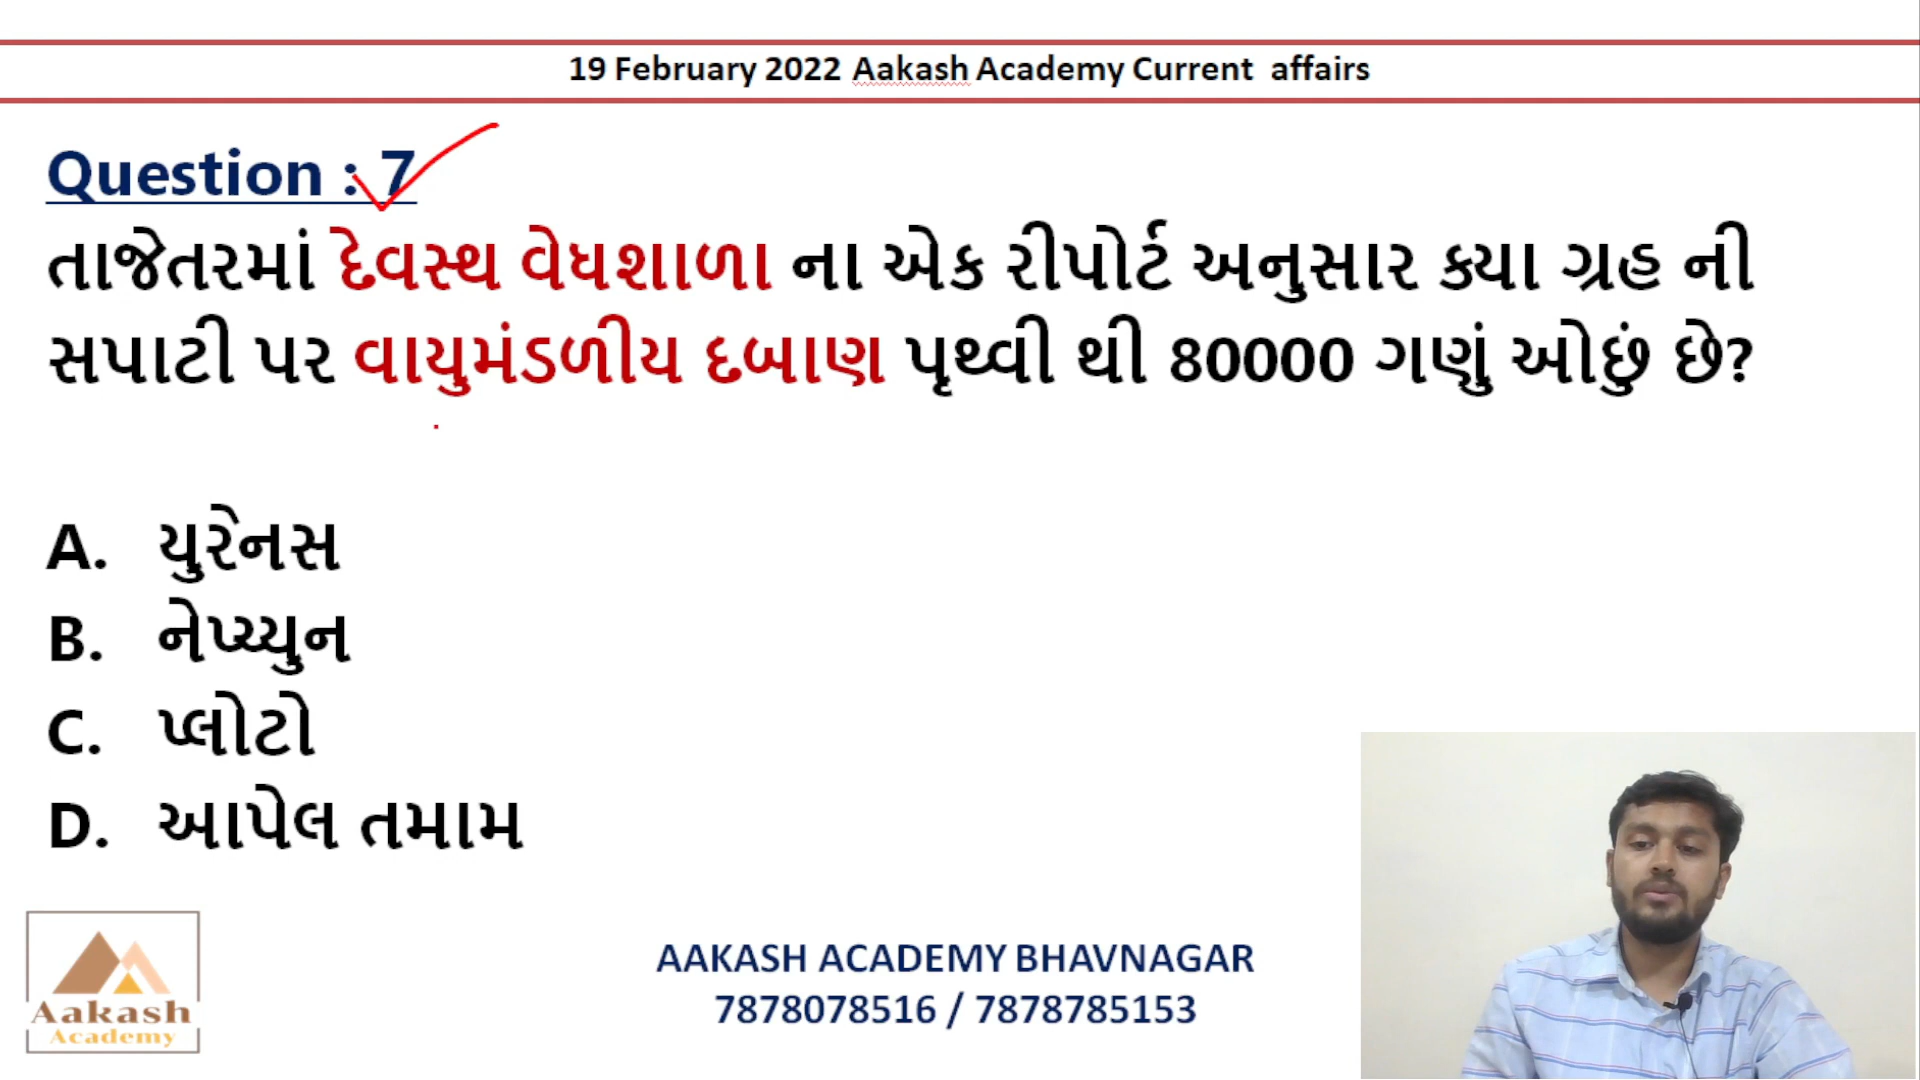 19 February 2022 Aakash Academy Current affairs
Question : 7
તાજેતરમાં દેવસ્થ વેધશાળા ના એક રીપોર્ટ અનુસાર ક્યા ગ્રહ ની
સપાટી પર વાયુમંડળીય દબાણ પૃથ્વી થી 80000 ગણું ઓછું છે?
A. યુરેનસ
B. નેપ્ચ્યુન
C. પ્લોટો
D. આપેલ તમામ
Aakash
Academy
AAKASH ACADEMY BHAVNAGAR
7878078516 / 7878785153